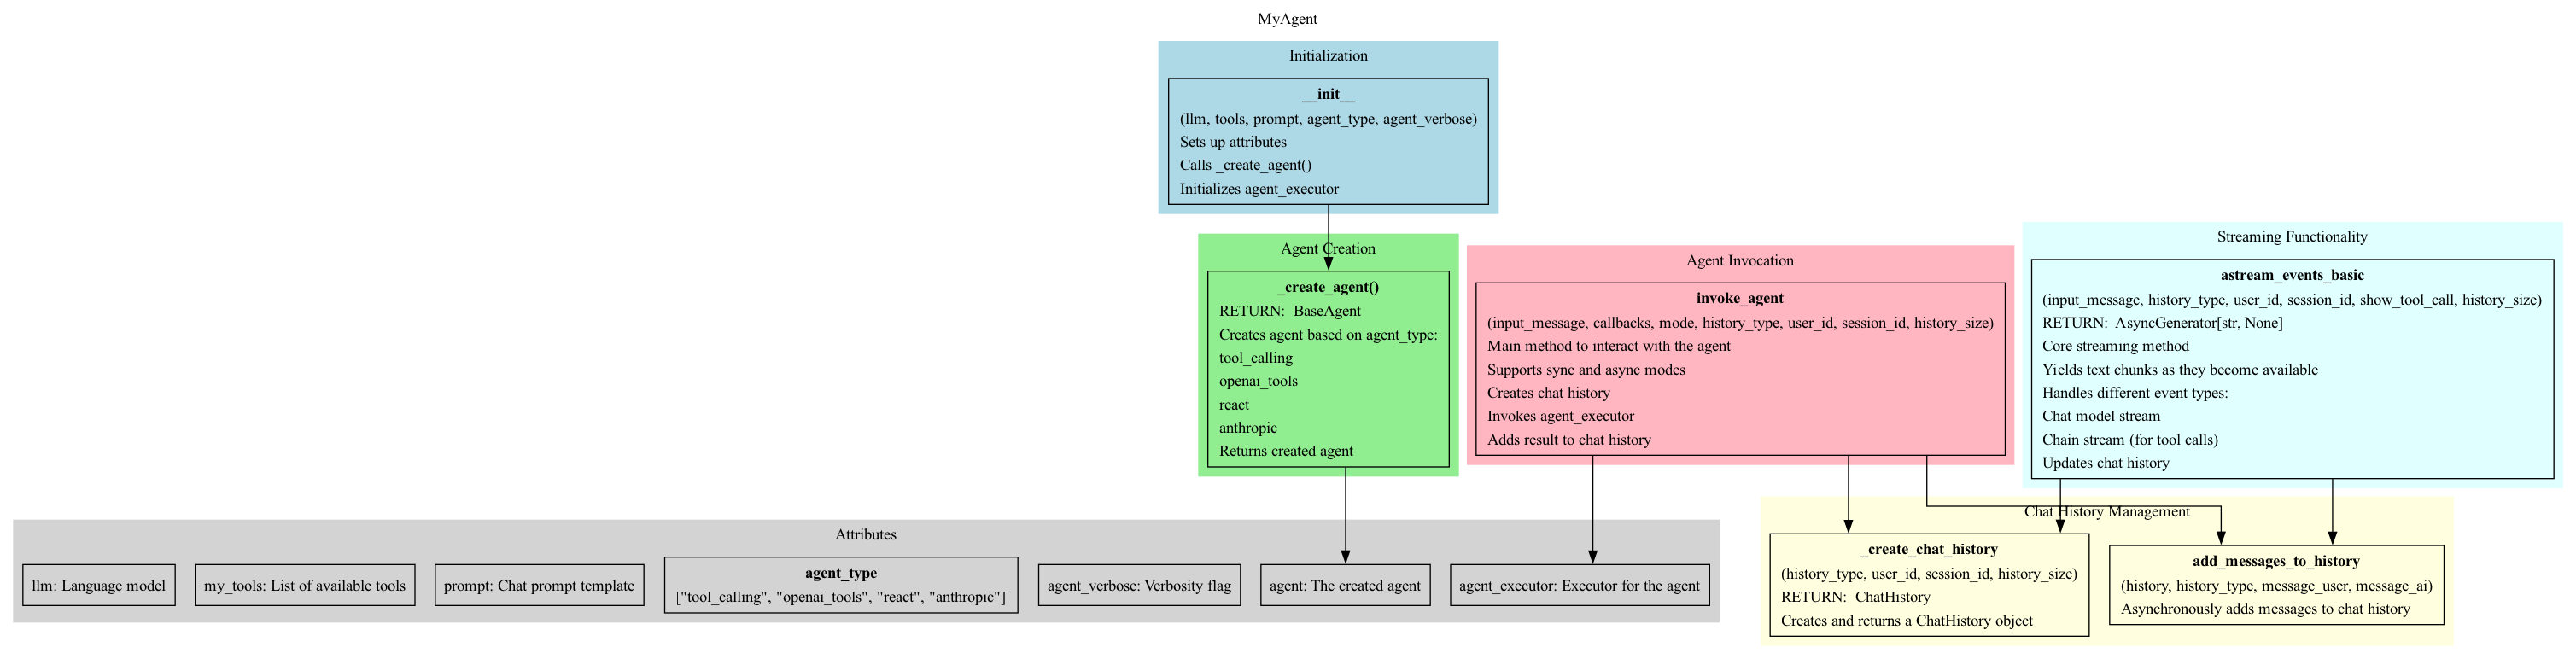 MyAgent
Initialization
__init__
(llm, tools, prompt, agent_type, agent_verbose)
Sets up attributes
Calls _create_agent()
Initializes agent_executor
Agent Creation
_create_agent()
RETURN: BaseAgent
Creates agent based on agent_type:
tool_calling
openai_tools
react
anthropic
Returns created agent
Agent Invocation
invoke_agent
(input_message, callbacks, mode, history_type, user_id, session_id, history_size)
Main method to interact with the agent
Supports sync and async modes
Creates chat history
Invokes agent_executor
Adds result to chat history
Streaming Functionality
astream_events_basic
(input_message, history_type, user_id, session_id, show_tool_call, history_size)
RETURN: AsyncGenerator[str, None]
Core streaming method
Yields text chunks as they become available
Handles different event types:
Chat model stream
Chain stream (for tool calls)
Updates chat history
Attributes
llm: Language model
my_tools: List of available tools
prompt: Chat prompt template
agent_type
["tool_calling", "openai_tools", "react", "anthropic"]
agent_verbose: Verbosity flag
agent: The created agent
agent_executor: Executor for the agent
Chat History Management
_create_chat_history
(history_type, user_id, session_id, history_size)
RETURN: ChatHistory
Creates and returns a ChatHistory object
add_messages_to_history
(history, history_type, message_user, message_ai)
Asynchronously adds messages to chat history